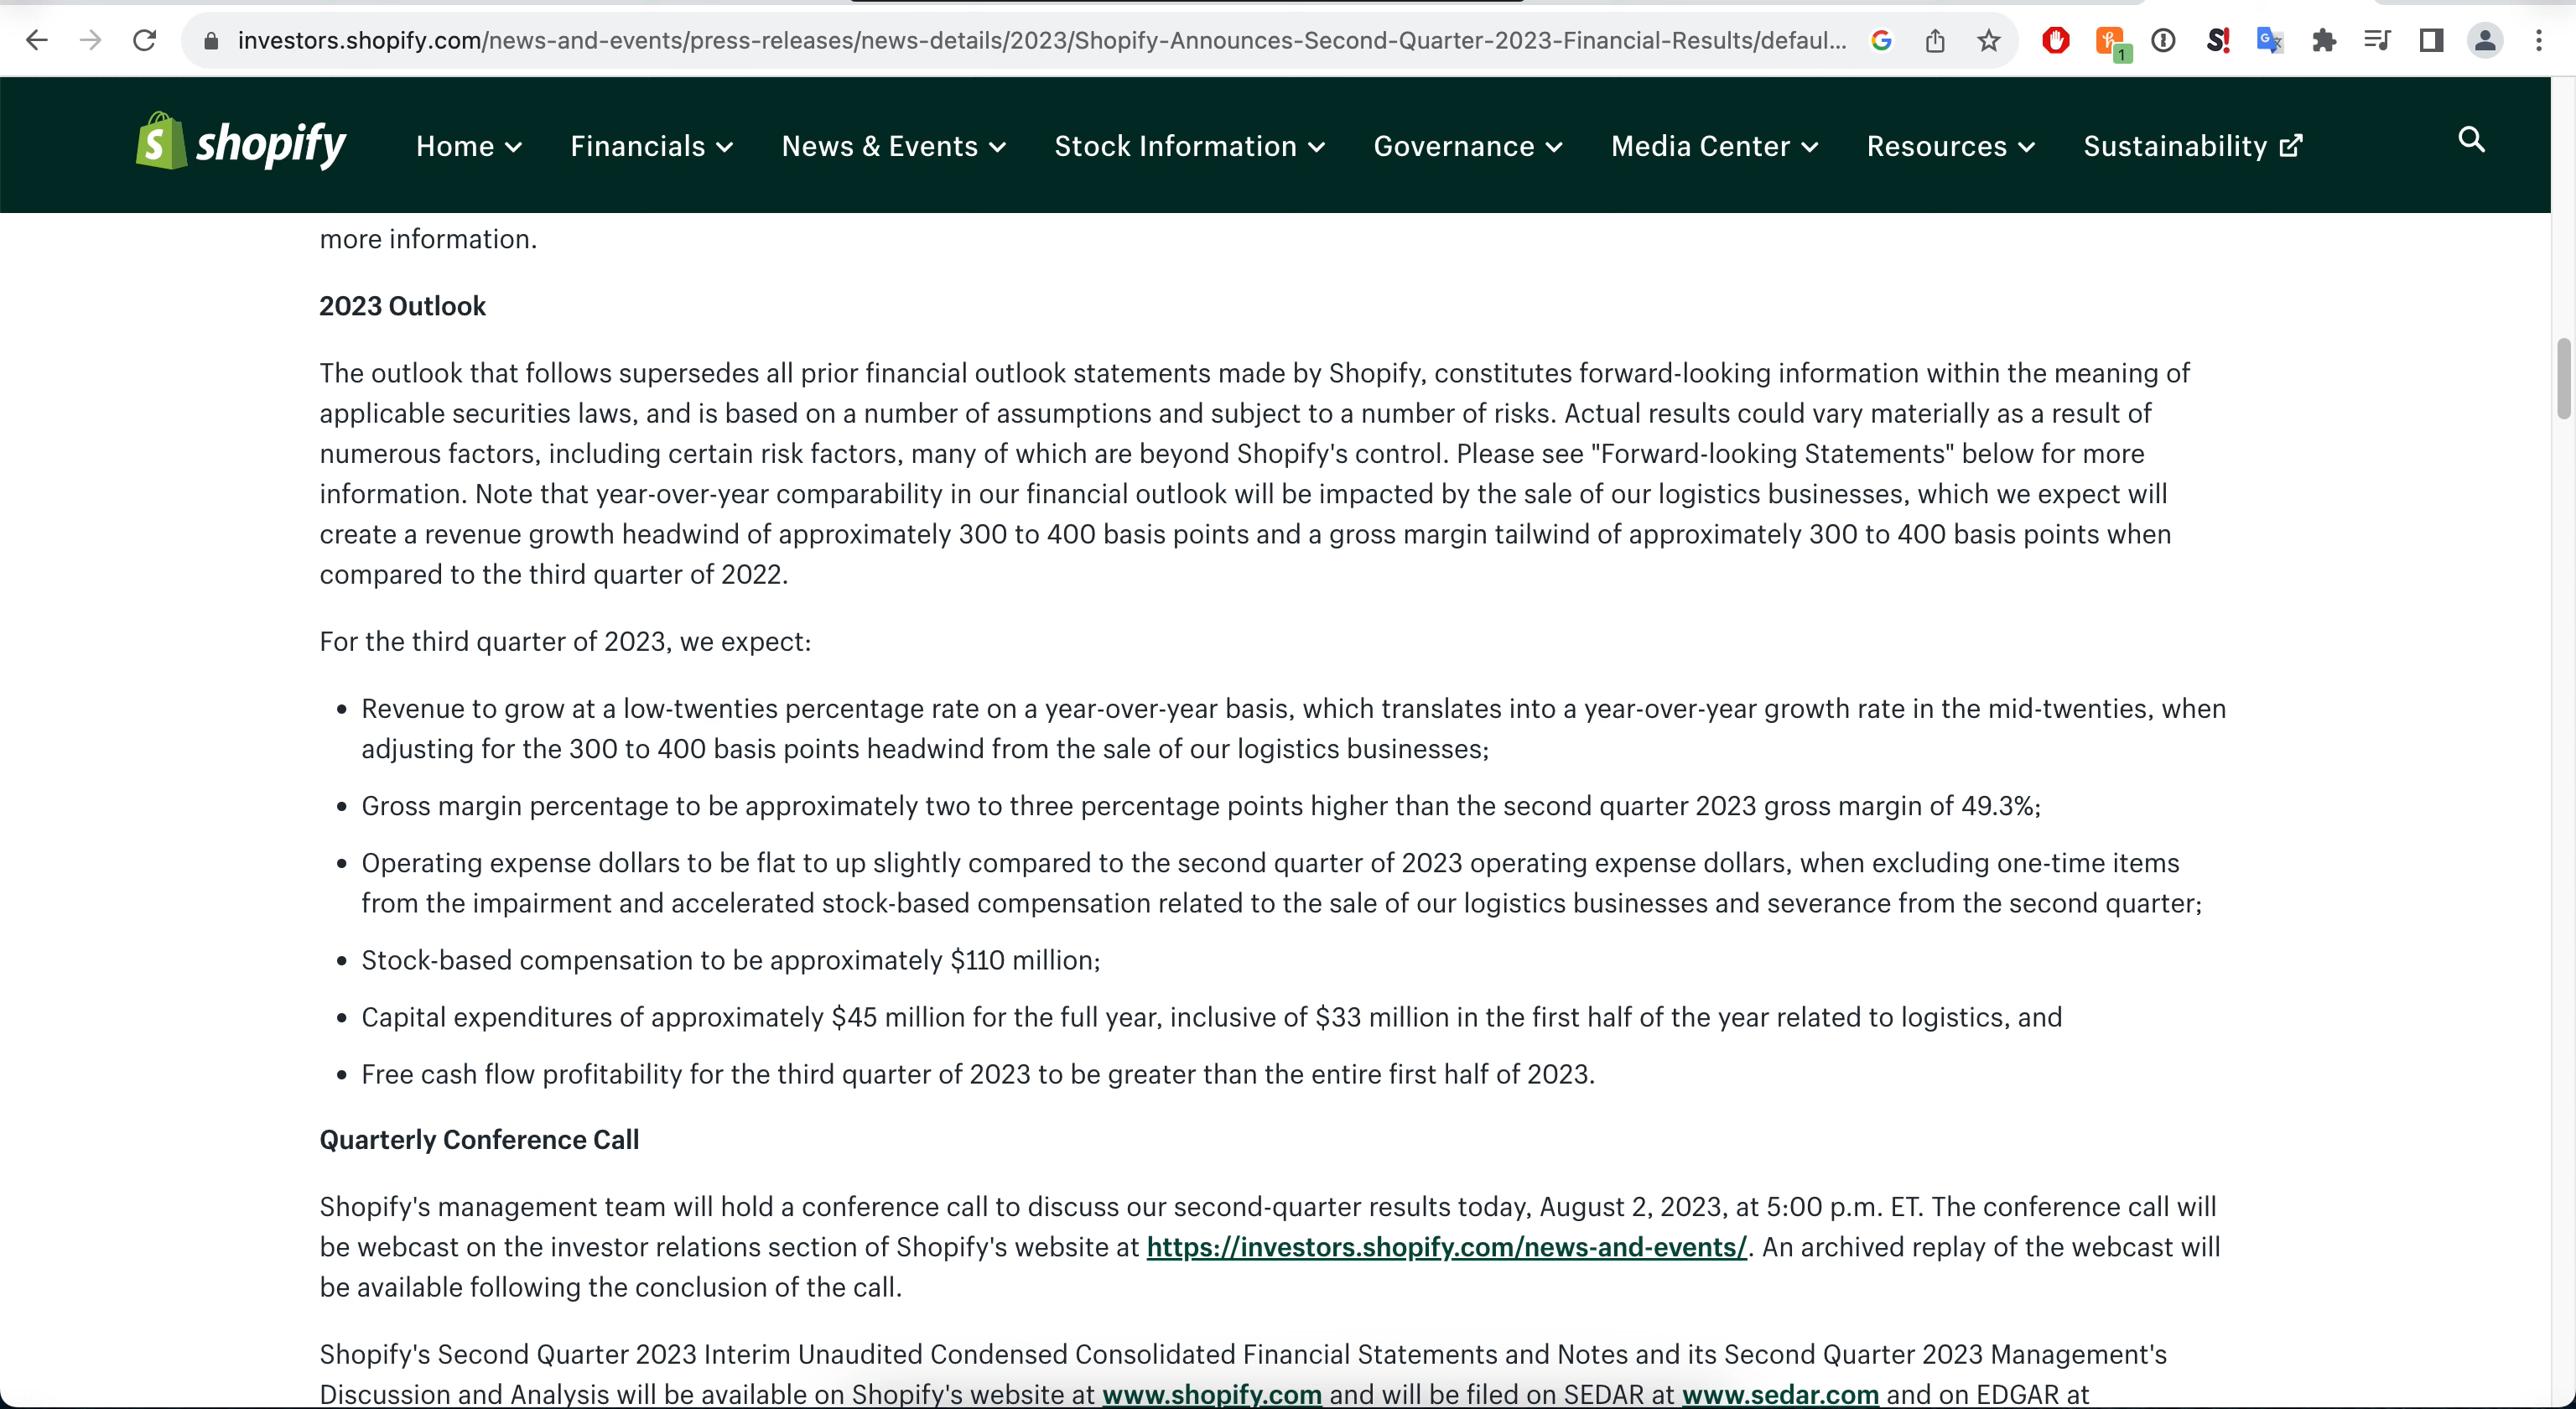 investors.shopify.com/news-and-events/press-releases/news-details/2023/Shopify-Announces-Second-Quarter-2023-Financial-Results/defaul...
1
shopify
Home
Financials
News & Events
Stock Information
Governance
Media Center
Resources
Sustainability
more information.
2023 Outlook
The outlook that follows supersedes all prior financial outlook statements made by Shopify, constitutes forward-looking information within the meaning of
applicable securities laws, and is based on a number of assumptions and subject to a number of risks. Actual results could vary materially as a result of
numerous factors, including certain risk factors, many of which are beyond Shopify's control. Please see "Forward-looking Statements" below for more
information. Note that year-over-year comparability in our financial outlook will be impacted by the sale of our logistics businesses, which we expect will
create a revenue growth headwind of approximately 300 to 400 basis points and a gross margin tailwind of approximately 300 to 400 basis points when
compared to the third quarter of 2022.
For the third quarter of 2023, we expect:
• Revenue to grow at a low-twenties percentage rate on a year-over-year basis, which translates into a year-over-year growth rate in the mid-twenties, when
adjusting for the 300 to 400 basis points headwind from the sale of our logistics businesses;
• Gross margin percentage to be approximately two to three percentage points higher than the second quarter 2023 gross margin of 49.3%;
• Operating expense dollars to be flat to up slightly compared to the second quarter of 2023 operating expense dollars, when excluding one-time items
from the impairment and accelerated stock-based compensation related to the sale of our logistics businesses and severance from the second quarter;
• Stock-based compensation to be approximately $110 million;
• Capital expenditures of approximately $45 million for the full year, inclusive of $33 million in the first half of the year related to logistics, and
• Free cash flow profitability for the third quarter of 2023 to be greater than the entire first half of 2023.
Quarterly Conference Call
Shopify's management team will hold a conference call to discuss our second-quarter results today, August 2, 2023, at 5:00 p.m. ET. The conference call will
be webcast on the investor relations section of Shopify's website at https://investors.shopify.com/news-and-events/. An archived replay of the webcast will
be available following the conclusion of the call.
Shopify's Second Quarter 2023 Interim Unaudited Condensed Consolidated Financial Statements and Notes and its Second Quarter 2023 Management's
Discussion and Analysis will be available on Shopify's website at www.shopify.com and will be filed on SEDAR at www.sedar.com and on EDGAR at